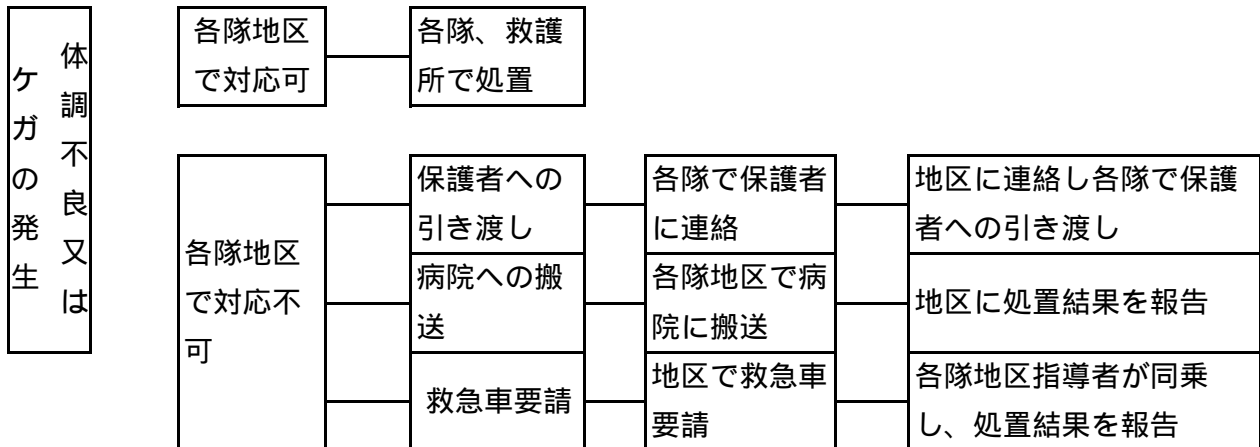 体調不良又は
ケガの発生
各隊地区
で対応可
各隊、救護
所で処置
各隊地区
で対応不
可
保護者への
引き渡し
各隊で保護者
に連絡
地区に連絡し各隊で保護
者への引き渡し
病院への搬
送
各隊地区で病
院に搬送
地区に処置結果を報告
救急車要請
地区で救急車
要請
各隊地区指導者が同乗
し、処置結果を報告